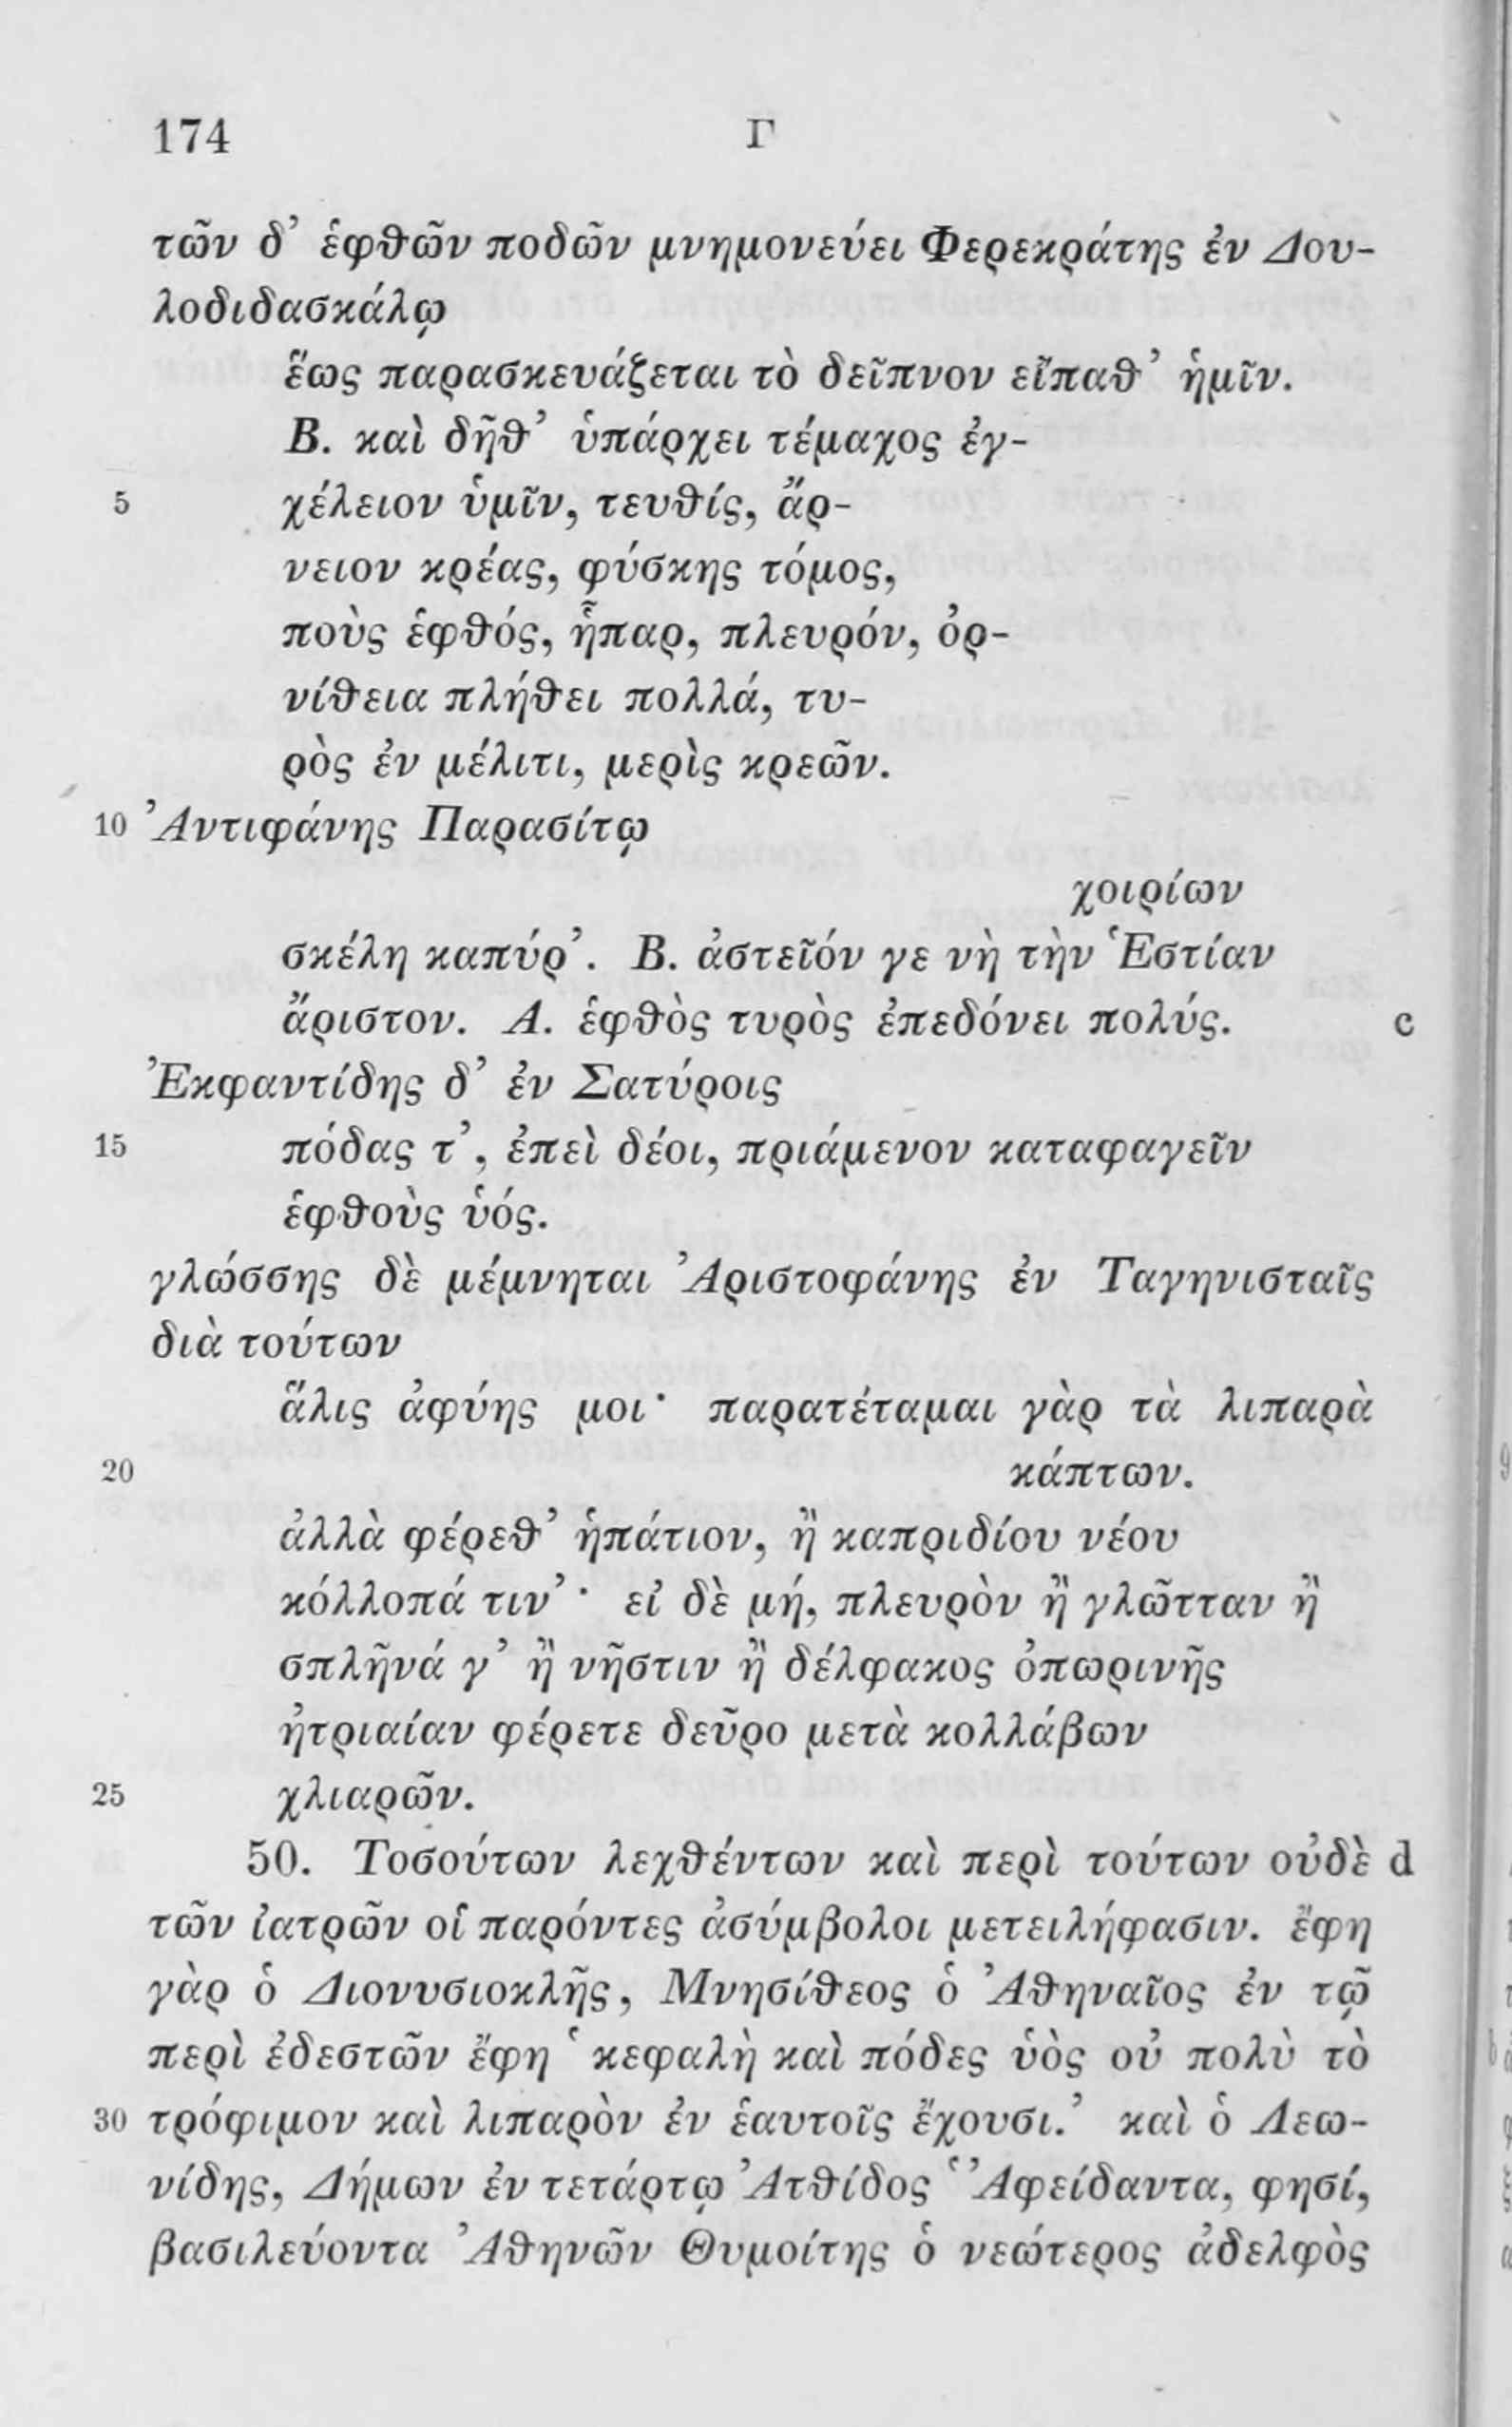 174 Γ
τῶν δ’ ἑφθῶν ποδῶν μνημονεύει Φερεκράτης ἐν Δου-
λοδιδασκάλῳ
ἕως παρασκευάζεται τὸ δεῖπνον εἴπαθ’ ἡμῖν.
Β. καὶ δῆθ’ ὑπάρχει τέμαχος ἐγ-
5 χέλειον ὑμῖν, τευθίς, ἄρ-
νειον κρέας, φύσκης τόμος,
ποὺς ἑφθός, ἧπαρ, πλευρόν, ὀρ-
νίθεια πλήθει πολλά, τυ-
ρὸς ἐν μέλιτι, μερὶς κρεῶν.
10 Ἀντιφάνης Παρασίτῳ
χοιρίων
σκέλη καπύρ’. Β. ἀστεῖόν γε νὴ τὴν Ἑστίαν
ἄριστον. Α. ἑφθὸς τυρὸς ἐπεδόνει πολύς. c
Ἐκφαντίδης δ’ ἐν Σατύροις
15 πόδας τ’, ἐπεὶ δέοι, πριάμενον καταφαγεῖν
ἑφθοὺς ὑός.
γλώσσης δὲ μέμνηται Ἀριστοφάνης ἐν Ταγηνισταῖς
διὰ τούτων
ἅλις ἀφύης μοι· παρατέταμαι γὰρ τὰ λιπαρὰ
20 κάπτων.
ἀλλὰ φέρεθ’ ἡπάτιον, ἢ καπριδίου νέου
κόλλοπά τιν’· εἰ δὲ μή, πλευρὸν ἢ γλῶτταν ἢ
σπλῆνά γ’ ἢ νῆστιν ἢ δέλφακος ὀπωρινῆς
ἠτριαίαν φέρετε δεῦρο μετὰ κολλάβων
25 χλιαρῶν.
50. Τοσούτων λεχθέντων καὶ περὶ τούτων οὐδὲ d
τῶν ἰατρῶν οἱ παρόντες ἀσύμβολοι μετειλήφασιν. ἔφη
γὰρ ὁ Διονυσιοκλῆς, Μνησίθεος ὁ Ἀθηναῖος ἐν τῷ
περὶ ἐδεστῶν ἔφη ‘κεφαλὴ καὶ πόδες ὑὸς οὐ πολὺ τὸ
30 τρόφιμον καὶ λιπαρὸν ἐν ἑαυτοῖς ἔχουσι.’ καὶ ὁ Λεω-
νίδης, Δήμων ἐν τετάρτῳ Ἀτθίδος ‘Ἀφείδαντα, φησί,
βασιλεύοντα Ἀθηνῶν Θυμοίτης ὁ νεώτερος ἀδελφὸς